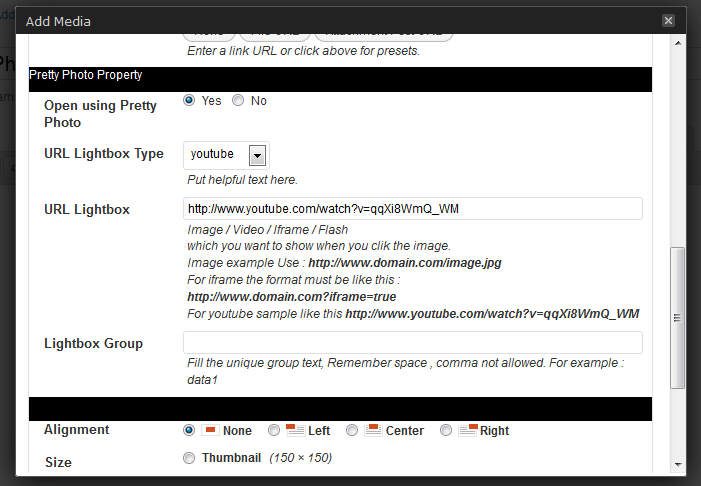 Add Media
Enter a link URL or click above for presets.
Pretty Photo Property
Open using Pretty Photo
Yes No
URL Lightbox Type
youtube
Put helpful text here.
URL Lightbox
http://www.youtube.com/watch?v=qqXi8WmQ_WM
Image / Video / Iframe / Flash
which you want to show when you clik the image.
Image example Use : http://www.domain.com/image.jpg
For iframe the format must be like this :
http://www.domain.com?iframe=true
For youtube sample like this http://www.youtube.com/watch?v=qqXi8WmQ_WM
Lightbox Group
Fill the unique group text, Remember space , comma not allowed. For example :
data1
Alignment
None Left Center Right
Size
Thumbnail (150 × 150)